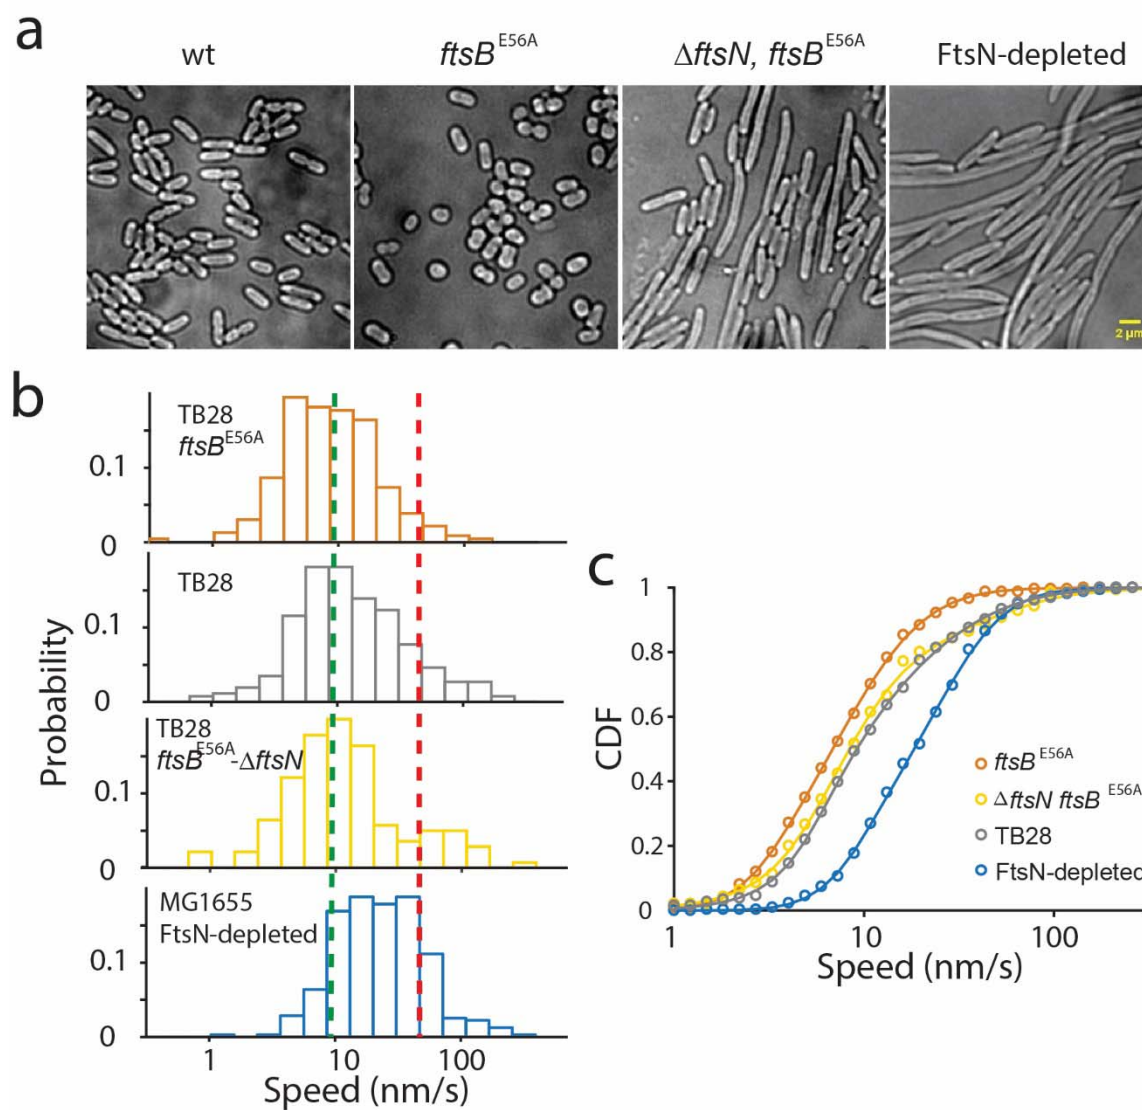 a
wt
ftsB^E56A
ΔftsN, ftsB^E56A
FtsN-depleted
2 µm
b
Probability
TB28
ftsB^E56A
0.1
0
TB28
0.1
0
TB28
ftsB^E56A-ΔftsN
0.1
0
MG1655
FtsN-depleted
0.1
0
1 10 100
Speed (nm/s)
c
CDF
1
0.8
0.6
0.4
0.2
0
ftsB^E56A
ΔftsN ftsB^E56A
TB28
FtsN-depleted
1 10 100
Speed (nm/s)